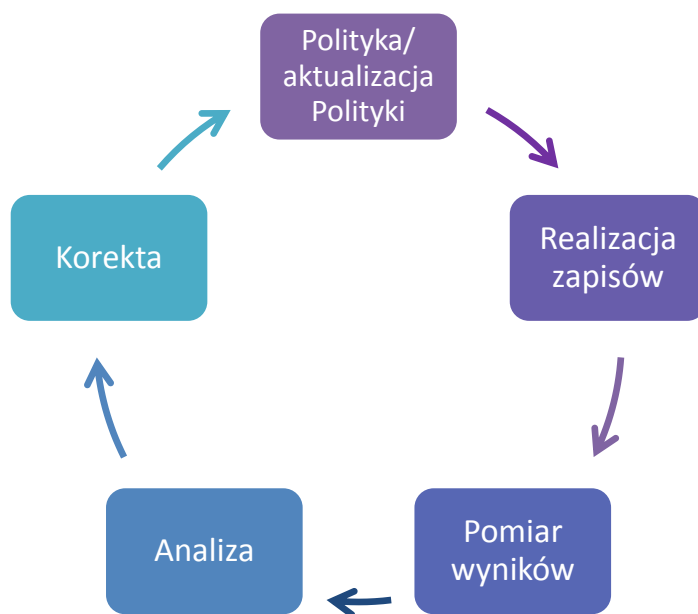 Polityka/
aktualizacja
Polityki
Realizacja
zapisów
Pomiar
wyników
Analiza
Korekta